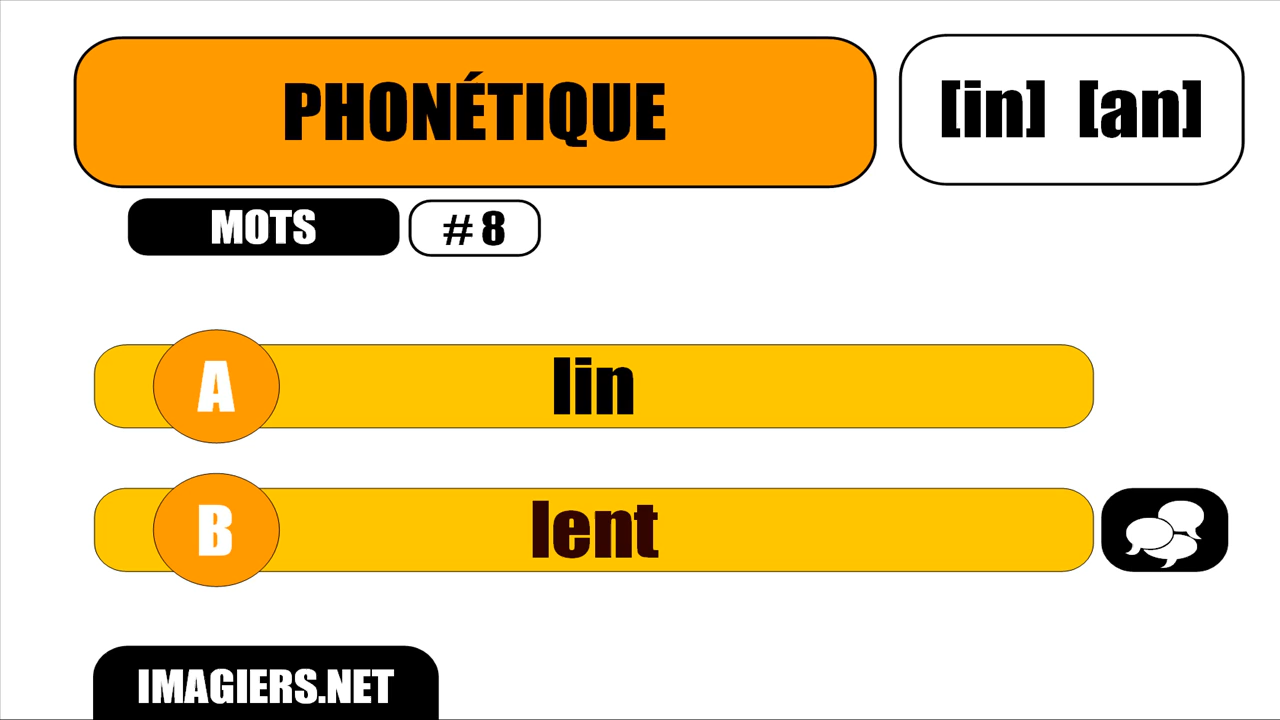 PHONÉTIQUE
[in] [an]
MOTS
# 8
A
lin
B
lent
IMAGIERS.NET